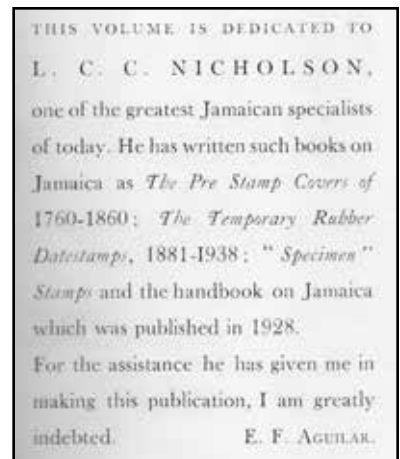 THIS VOLUME IS DEDICATED TO
L. C. C. NICHOLSON,
one of the greatest Jamaican specialists
of today. He has written such books on
Jamaica as The Pre Stamp Covers of
1760-1860; The Temporary Rubber
Datestamps, 1881-1938; "Specimen"
Stamps and the handbook on Jamaica
which was published in 1928.
For the assistance he has given me in
making this publication, I am greatly
indebted. E. F. AGUILAR.